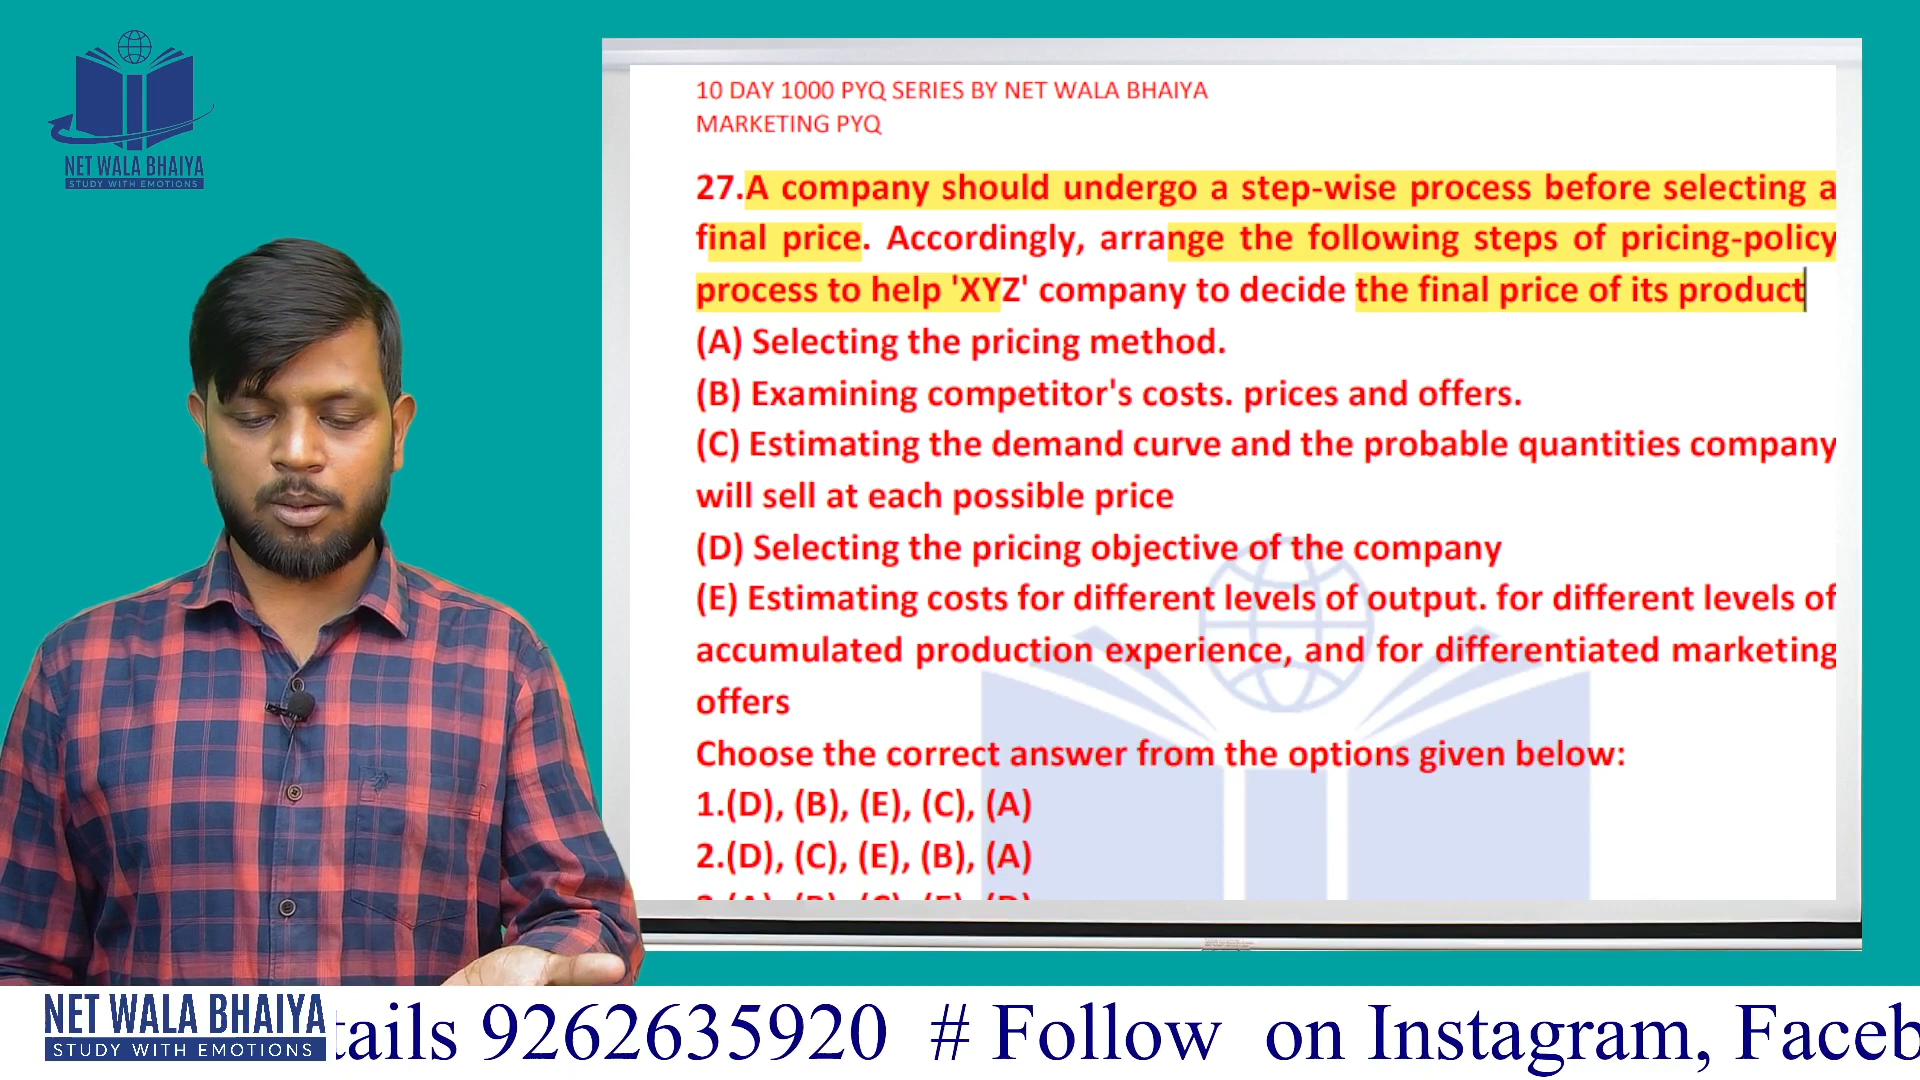 NET WALA BHAIYA
STUDY WITH EMOTIONS
10 DAY 1000 PYQ SERIES BY NET WALA BHAIYA
MARKETING PYQ
27.A company should undergo a step-wise process before selecting a
final price. Accordingly, arrange the following steps of pricing-policy
process to help 'XYZ' company to decide the final price of its product
(A) Selecting the pricing method.
(B) Examining competitor's costs. prices and offers.
(C) Estimating the demand curve and the probable quantities company
will sell at each possible price
(D) Selecting the pricing objective of the company
(E) Estimating costs for different levels of output. for different levels of
accumulated production experience, and for differentiated marketing
offers
Choose the correct answer from the options given below:
1.(D), (B), (E), (C), (A)
2.(D), (C), (E), (B), (A)
NET WALA BHAIYA
STUDY WITH EMOTIONS
tails 9262635920 # Follow on Instagram, Faceb